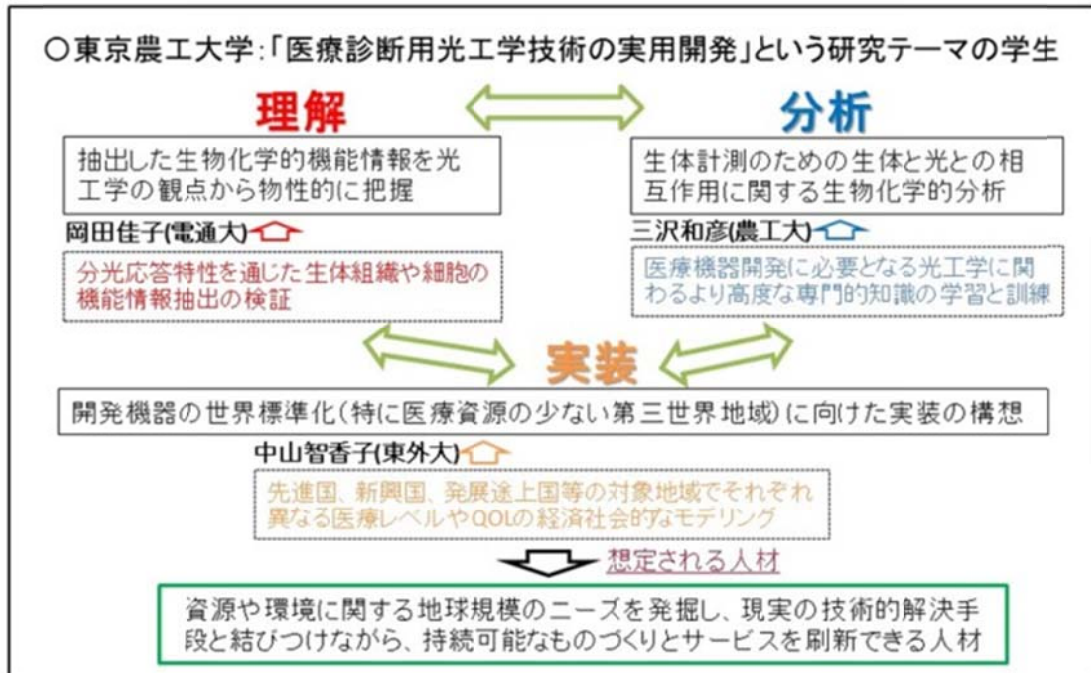 〇東京農工大学:「医療診断用光工学技術の実用開発」という研究テーマの学生
理解
分析
抽出した生物化学的機能情報を光
工学の観点から物性的に把握
生体計測のための生体と光との相
互作用に関する生物化学的分析
岡田佳子(電通大)
三沢和彦(農工大)
分光応答特性を通じた生体組織や細胞の
機能情報抽出の検証
医療機器開発に必要となる光工学に関
わるより高度な専門的知識の学習と訓練
実装
開発機器の世界標準化(特に医療資源の少ない第三世界地域)に向けた実装の構想
中山智香子(東外大)
先進国、新興国、発展途上国等の対象地域でそれぞれ
異なる医療レベルやQOLの経済社会的なモデリング
想定される人材
資源や環境に関する地球規模のニーズを発掘し、現実の技術的解決手
段と結びつけながら、持続可能なものづくりとサービスを刷新できる人材